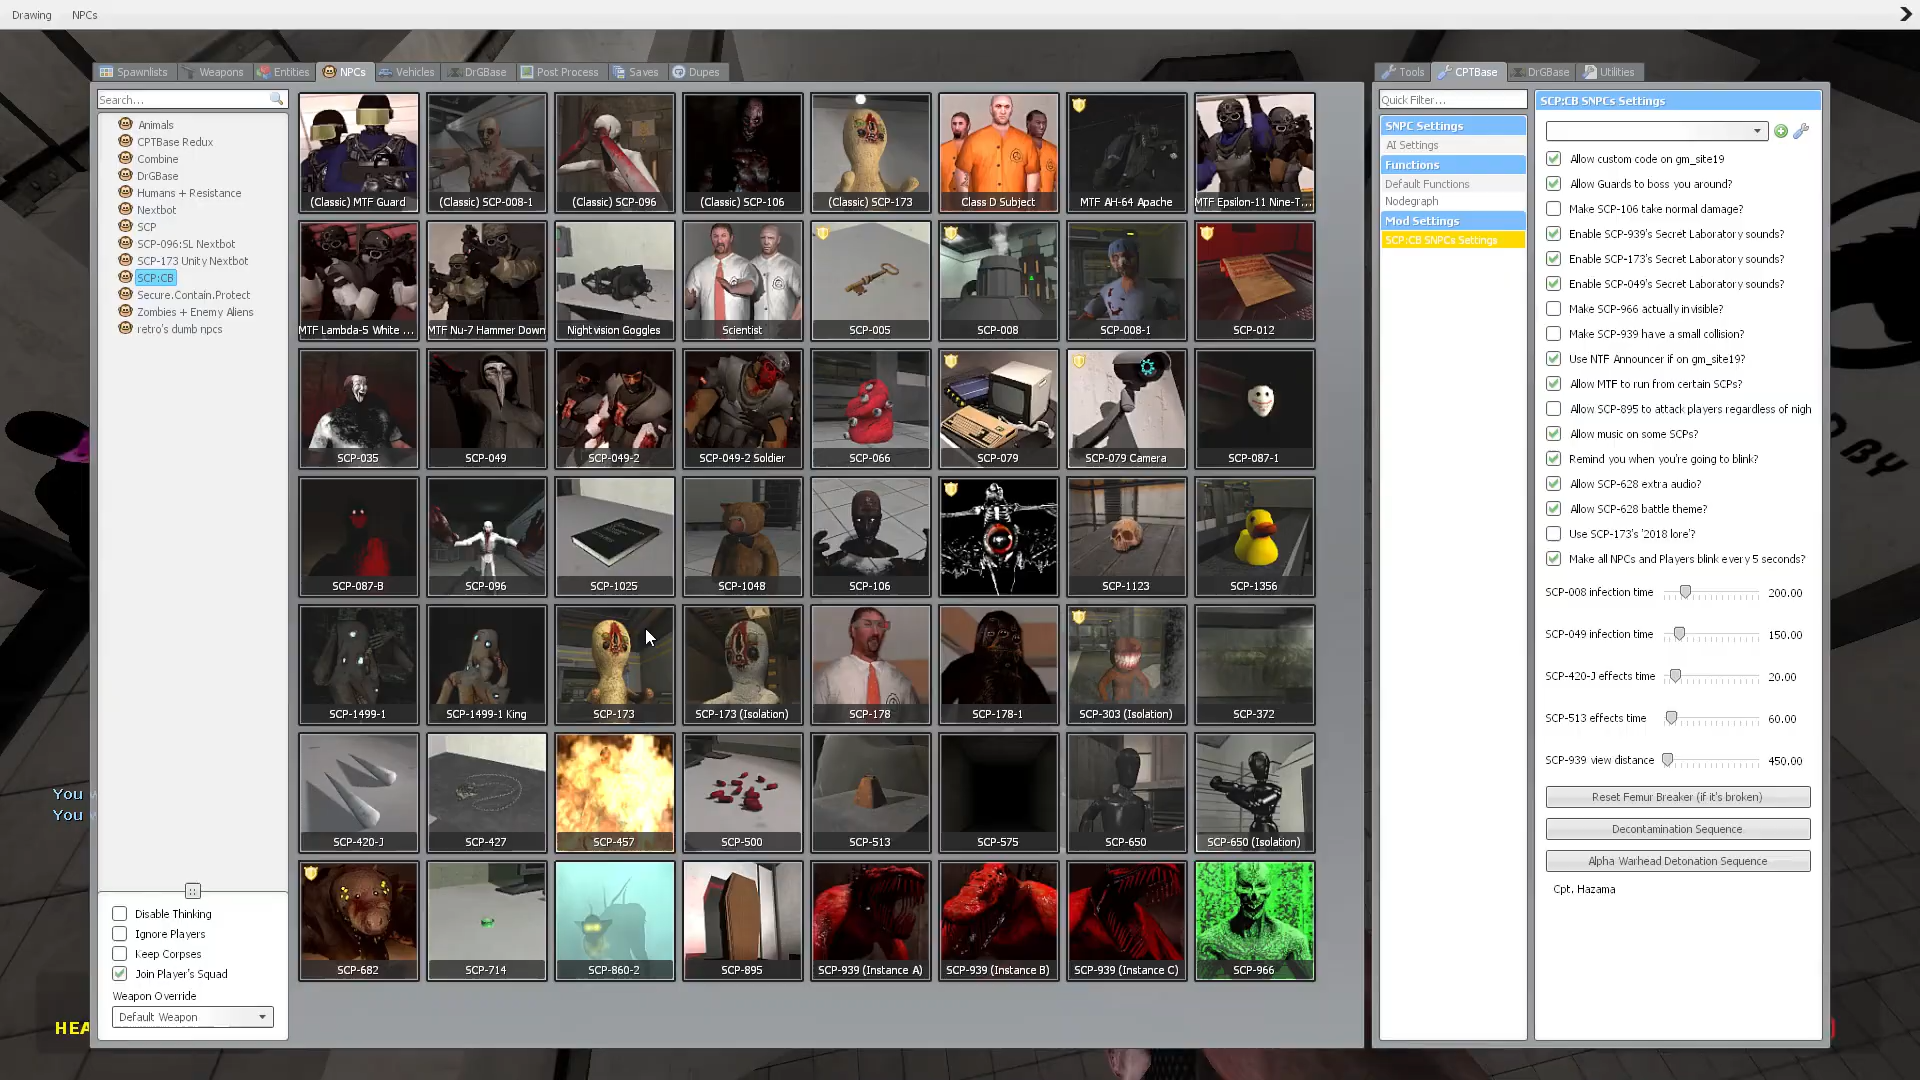 Drawing NPCs
Spawnlists Weapons Entities NPCs Vehicles DrGBase Post Process Saves Dupes
Tools CPTBase DrGBase Utilities
Search...
Animals
CPTBase Redux
Combine
DrGBase
Humans + Resistance
Nextbot
SCP
SCP-096:SL Nextbot
SCP-173 Unity Nextbot
SCP:CB
Secure.Contain.Protect
Zombies + Enemy Aliens
retro's dumb npcs
Disable Thinking
Ignore Players
Keep Corpses
Join Player's Squad
Weapon Override
Default Weapon
(Classic) MTF Guard (Classic) SCP-008-1 (Classic) SCP-096 (Classic) SCP-106 (Classic) SCP-173 Class D Subject MTF AH-64 Apache MTF Epsilon-11 Nine-T...
MTF Lambda-5 White ... MTF Nu-7 Hammer Down Nightvision Goggles Scientist SCP-005 SCP-008 SCP-008-1 SCP-012
SCP-035 SCP-049 SCP-049-2 SCP-049-2 Soldier SCP-066 SCP-079 SCP-079 Camera SCP-087-1
SCP-087-B SCP-096 SCP-1025 SCP-1048 SCP-106 SCP-1123 SCP-1356
SCP-1499-1 SCP-1499-1 King SCP-173 SCP-173 (Isolation) SCP-178 SCP-178-1 SCP-303 (Isolation) SCP-372
SCP-420-J SCP-427 SCP-457 SCP-500 SCP-513 SCP-575 SCP-650 SCP-650 (Isolation)
SCP-682 SCP-714 SCP-860-2 SCP-895 SCP-939 (Instance A) SCP-939 (Instance B) SCP-939 (Instance C) SCP-966
Quick Filter...
SNPC Settings
AI Settings
Functions
Default Functions
Nodegraph
Mod Settings
SCP:CB SNPCs Settings
SCP:CB SNPCs Settings
Allow custom code on gm_site19
Allow Guards to boss you around?
Make SCP-106 take normal damage?
Enable SCP-939's Secret Laboratory sounds?
Enable SCP-173's Secret Laboratory sounds?
Enable SCP-049's Secret Laboratory sounds?
Make SCP-966 actually invisible?
Make SCP-939 have a small collision?
Use NTF Announcer if on gm_site19?
Allow MTF to run from certain SCPs?
Allow SCP-895 to attack players regardless of nigh
Allow music on some SCPs?
Remind you when you're going to blink?
Allow SCP-628 extra audio?
Allow SCP-628 battle theme?
Use SCP-173's '2018 lore'?
Make all NPCs and Players blink every 5 seconds?
SCP-008 infection time 200.00
SCP-049 infection time 150.00
SCP-420-J effects time 20.00
SCP-513 effects time 60.00
SCP-939 view distance 450.00
Reset Femur Breaker (if it's broken)
Decontamination Sequence
Alpha Warhead Detonation Sequence
Cpt. Hazama
You
You
HEA
BY